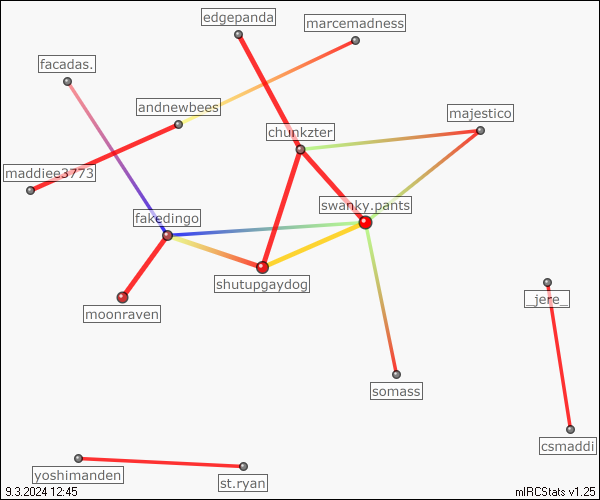 edgepanda
marcemadness
facadas.
andnewbees
majestico
chunkzter
maddiee3773
swanky.pants
fakedingo
shutupgaydog
_jere_
moonraven
somass
csmaddi
yoshimanden
st.ryan
9.3.2024 12:45
mIRCStats v1.25